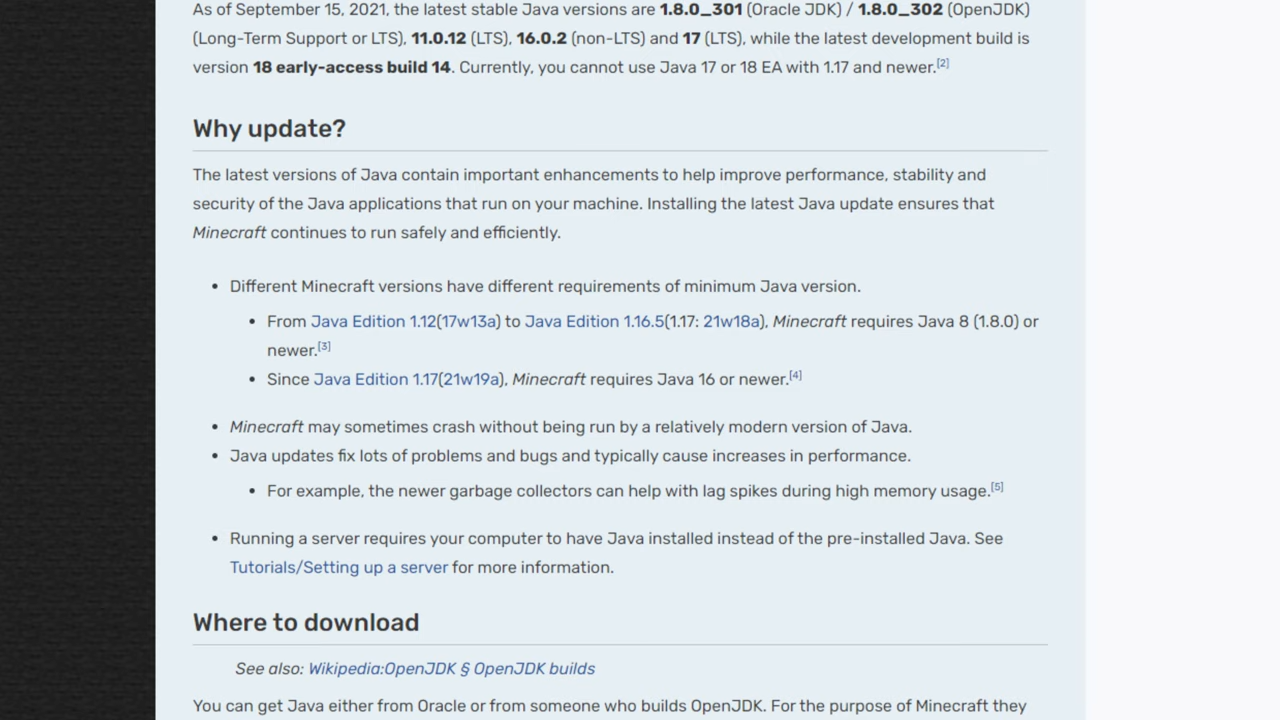 As of September 15, 2021, the latest stable Java versions are 1.8.0_301 (Oracle JDK) / 1.8.0_302 (OpenJDK)
(Long-Term Support or LTS), 11.0.12 (LTS), 16.0.2 (non-LTS) and 17 (LTS), while the latest development build is
version 18 early-access build 14. Currently, you cannot use Java 17 or 18 EA with 1.17 and newer.[2]
Why update?
The latest versions of Java contain important enhancements to help improve performance, stability and
security of the Java applications that run on your machine. Installing the latest Java update ensures that
Minecraft continues to run safely and efficiently.
• Different Minecraft versions have different requirements of minimum Java version.
• From Java Edition 1.12(17w13a) to Java Edition 1.16.5(1.17: 21w18a), Minecraft requires Java 8 (1.8.0) or
newer.[3]
• Since Java Edition 1.17(21w19a), Minecraft requires Java 16 or newer.[4]
• Minecraft may sometimes crash without being run by a relatively modern version of Java.
• Java updates fix lots of problems and bugs and typically cause increases in performance.
• For example, the newer garbage collectors can help with lag spikes during high memory usage.[5]
• Running a server requires your computer to have Java installed instead of the pre-installed Java. See
Tutorials/Setting up a server for more information.
Where to download
See also: Wikipedia:OpenJDK § OpenJDK builds
You can get Java either from Oracle or from someone who builds OpenJDK. For the purpose of Minecraft they